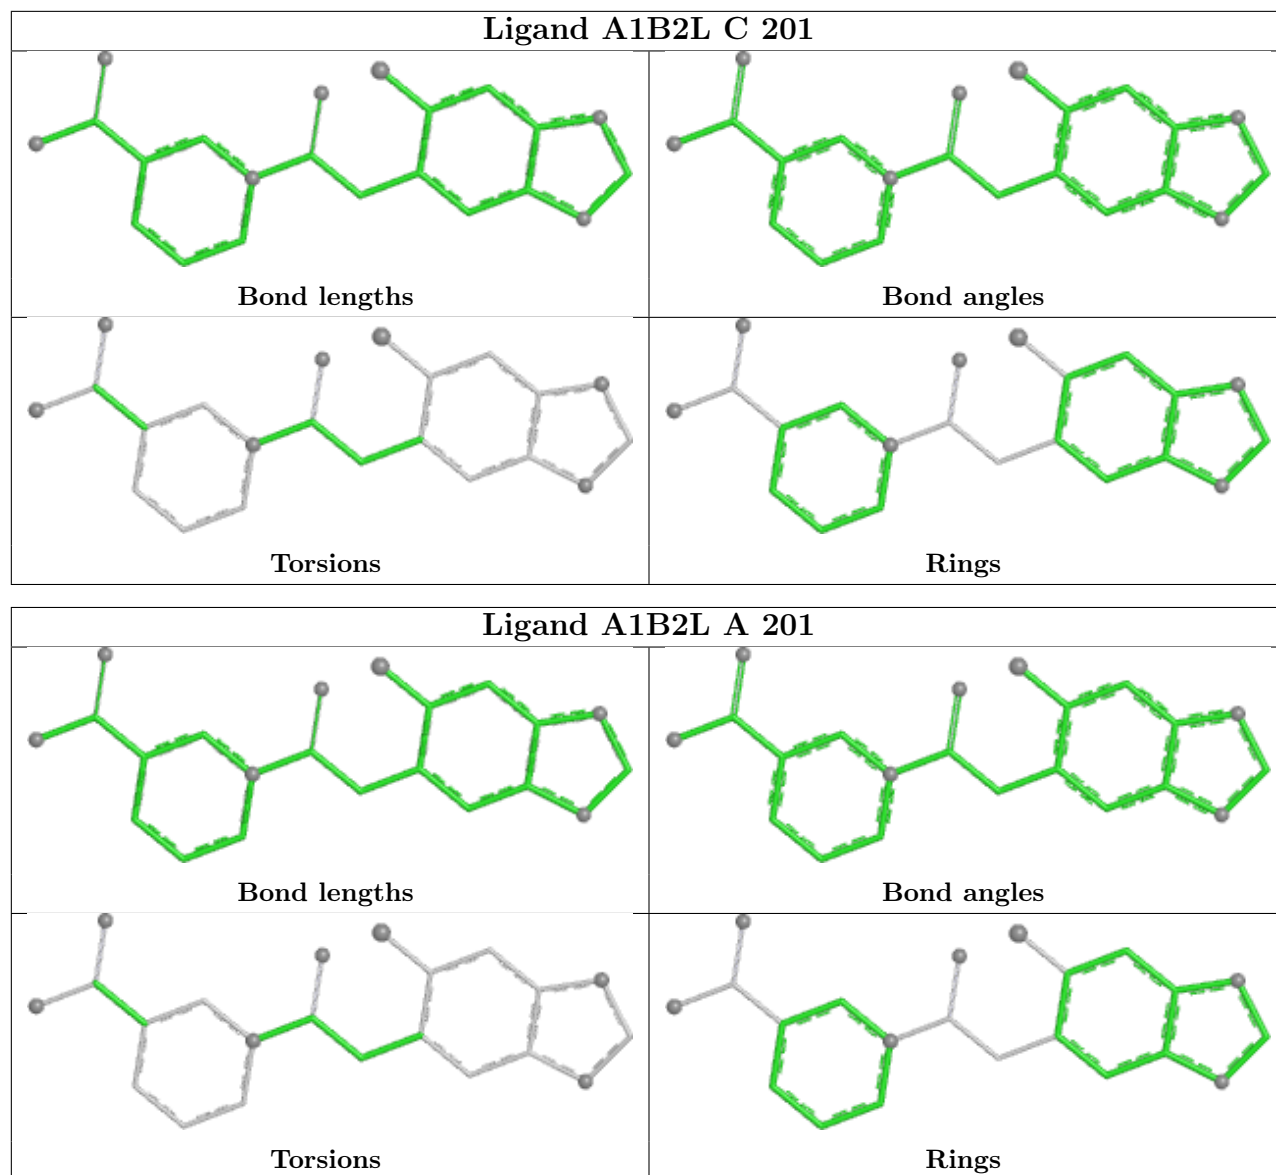 Ligand A1B2L C 201
Bond lengths
Bond angles
Torsions
Rings
Ligand A1B2L A 201
Bond lengths
Bond angles
Torsions
Rings